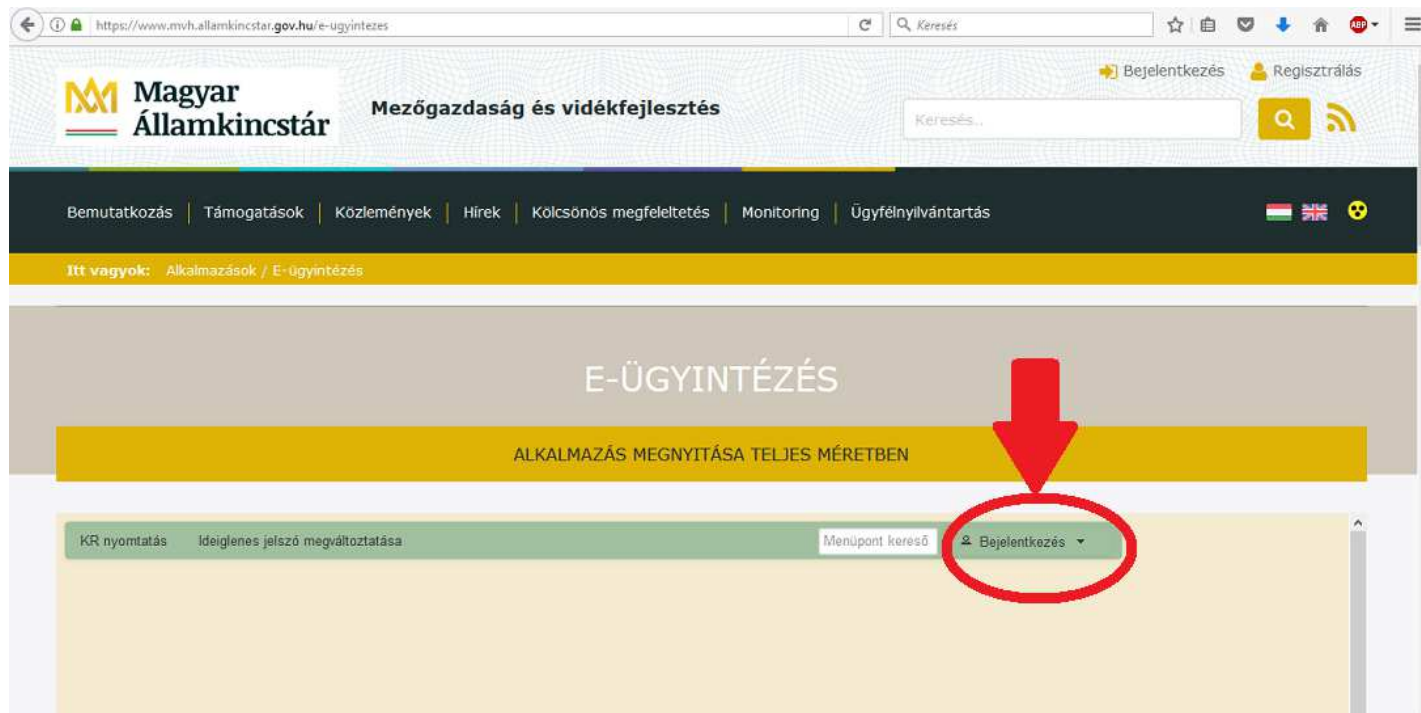 https://www.mvh.allamkincstar.gov.hu/e-ugyintezes
Keresés
ABP
Bejelentkezés
Regisztrálás
Magyar
Államkincstár
Mezőgazdaság és vidékfejlesztés
Keresés..
Bemutatkozás | Támogatások | Közlemények | Hírek | Kölcsönös megfeleltetés | Monitoring | Ügyfélnyilvántartás
Itt vagyok: Alkalmazások / E-ügyintézés
E-ÜGYINTÉZÉS
ALKALMAZÁS MEGNYITÁSA TELJES MÉRETBEN
KR nyomtatás Ideiglenes jelszó megváltoztatása Menüpont kereső Bejelentkezés